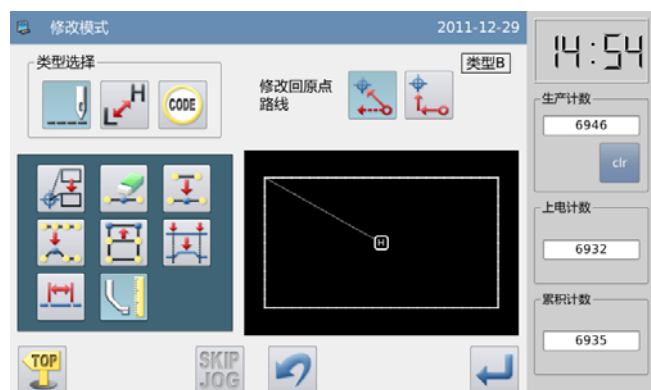 修改模式
2011-12-29
14:54
类型选择
类型B
L H
CODE
修改回原点
路线
生产计数
6946
clr
上电计数
6932
H
累积计数
6935
TOP
SKIP
JOG